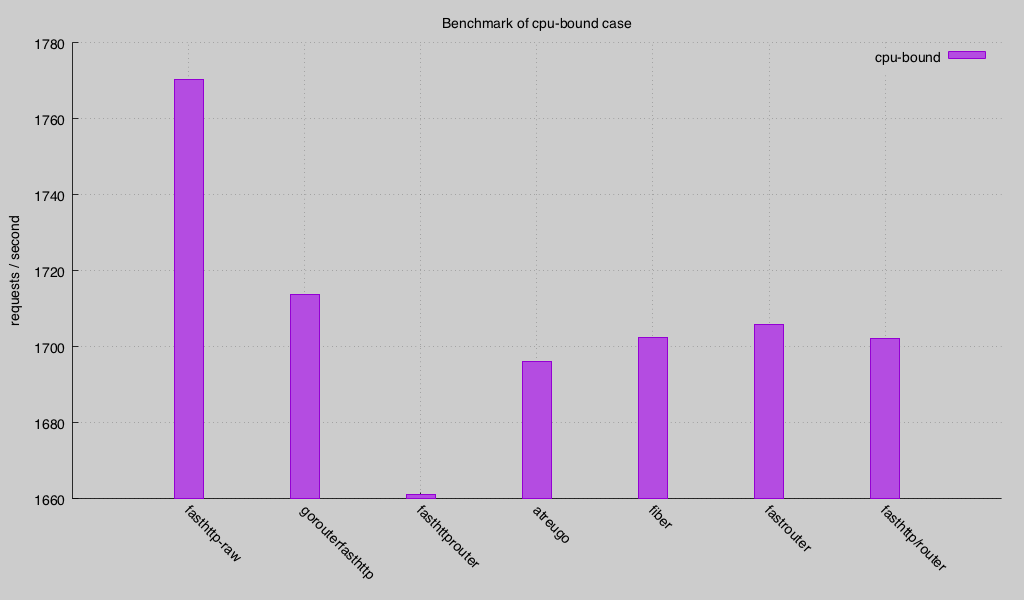 Benchmark of cpu-bound case
cpu-bound
requests / second
1780
1760
1740
1720
1700
1680
1660
fasthttp-raw
gorouterfasthttp
fasthttprouter
atreugo
fiber
fastrouter
fasthttp/router